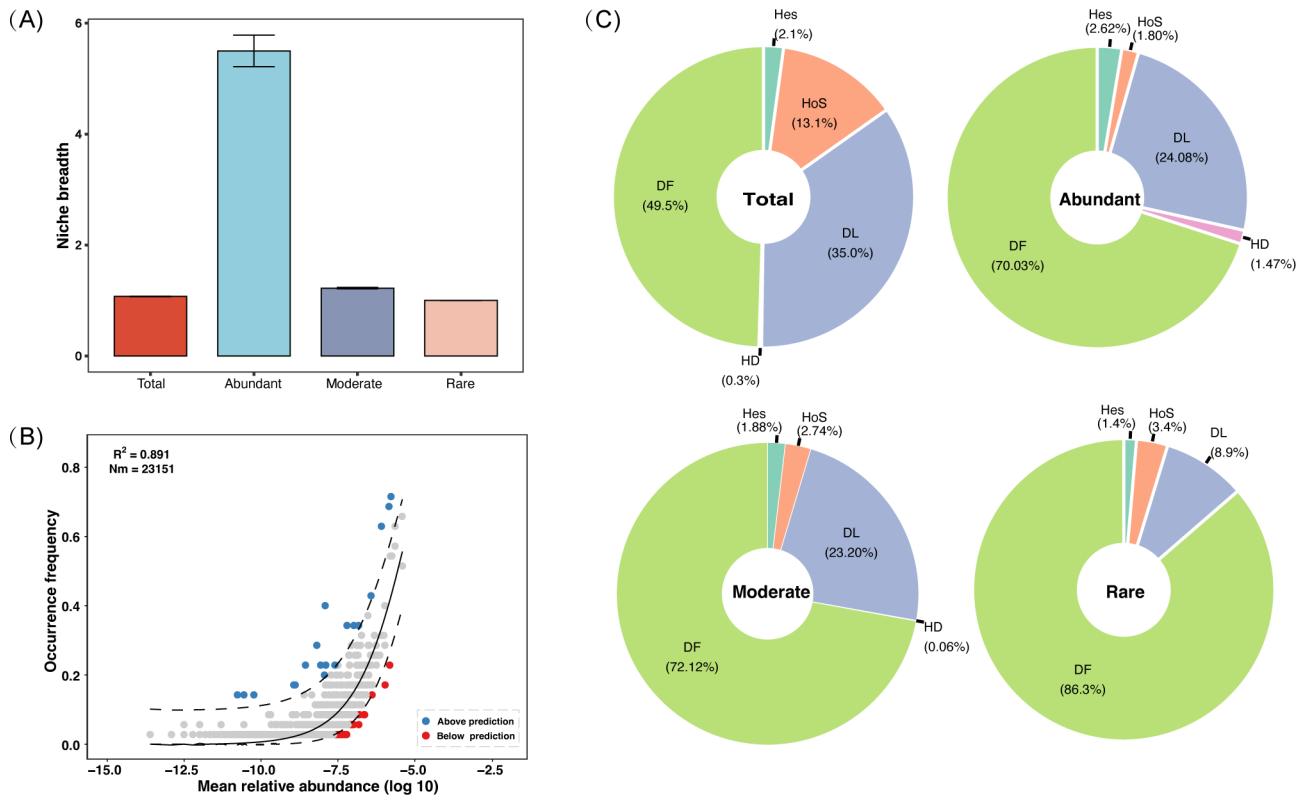 (A)
Niche breadth
6
4
2
0
Total
Abundant
Moderate
Rare
(B)
R² = 0.891
Nm = 23151
Occurrence frequency
0.8
0.6
0.4
0.2
0.0
Above prediction
Below prediction
−15.0
−12.5
−10.0
−7.5
−5.0
−2.5
Mean relative abundance (log 10)
(C)
Hes
(2.1%)
HoS
(13.1%)
DF
(49.5%)
Total
DL
(35.0%)
HD
(0.3%)
Hes
(2.62%)
HoS
(1.80%)
DL
(24.08%)
Abundant
DF
(70.03%)
HD
(1.47%)
Hes
(1.88%)
HoS
(2.74%)
DL
(23.20%)
Moderate
HD
(0.06%)
DF
(72.12%)
Hes
(1.4%)
HoS
(3.4%)
DL
(8.9%)
Rare
DF
(86.3%)